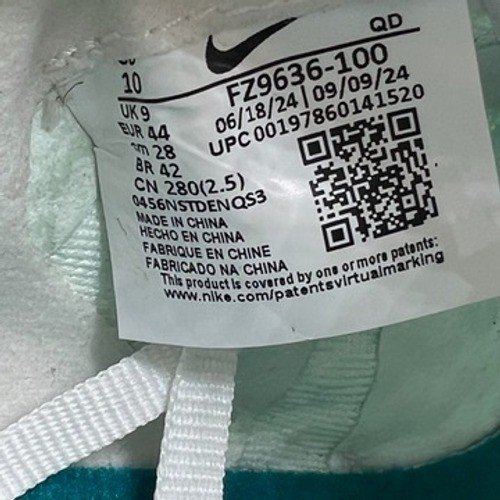 QD
10
FZ9636-100
UK 9
06/18/24 | 09/09/24
EUR 44
UPC 00197860141520
cm 28
BR 42
CN 280(2.5)
0456NSTDENQS3
MADE IN CHINA
HECHO EN CHINA
FABRIQUE EN CHINE
FABRICADO NA CHINA
This product is covered by one or more patents:
www.nike.com/patentsvirtualmarking